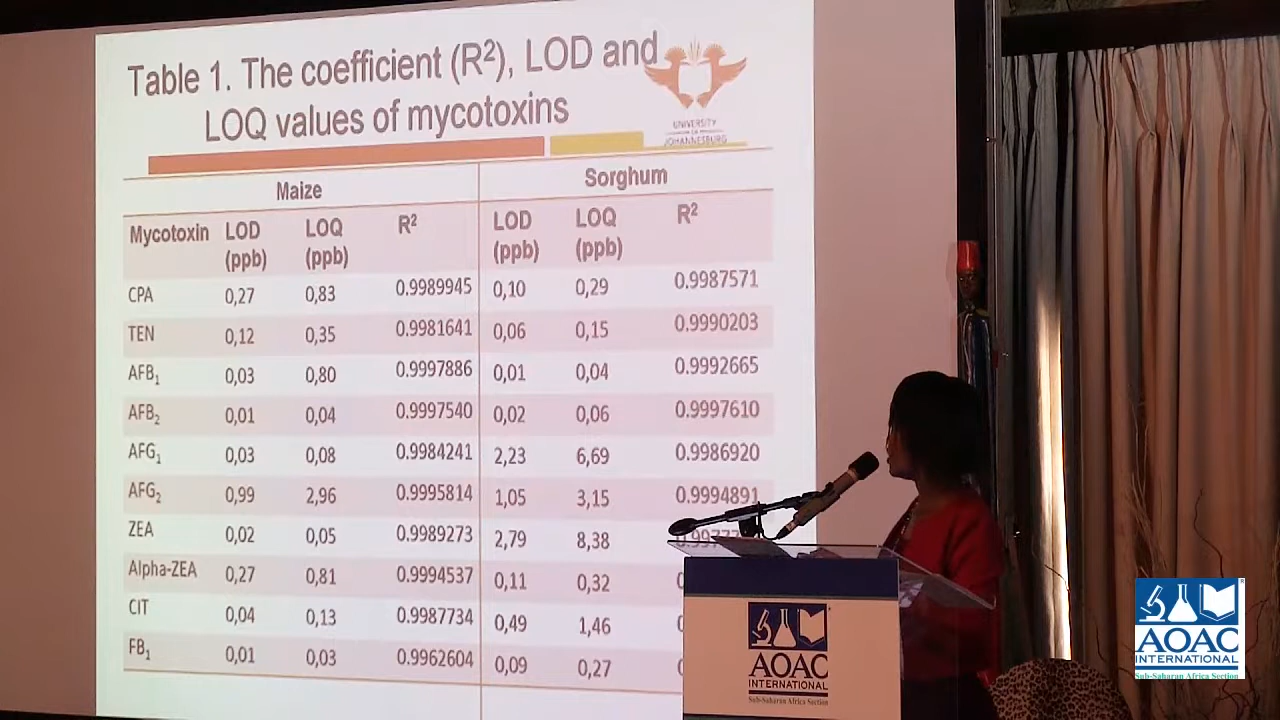 Table 1. The coefficient (R²), LOD and
LOQ values of mycotoxins
UNIVERSITY
OF
JOHANNESBURG
Maize Sorghum
Mycotoxin LOD (ppb) LOQ (ppb) R² LOD (ppb) LOQ (ppb) R²
CPA 0,27 0,83 0.9989945 0,10 0,29 0.9987571
TEN 0,12 0,35 0.9981641 0,06 0,15 0.9990203
AFB₁ 0,03 0,80 0.9997886 0,01 0,04 0.9992665
AFB₂ 0,01 0,04 0.9997540 0,02 0,06 0.9997610
AFG₁ 0,03 0,08 0.9984241 2,23 6,69 0.9986920
AFG₂ 0,99 2,96 0.9995814 1,05 3,15 0.9994891
ZEA 0,02 0,05 0.9989273 2,79 8,38
Alpha-ZEA 0,27 0,81 0.9994537 0,11 0,32
CIT 0,04 0,13 0.9987734 0,49 1,46
FB₁ 0,01 0,03 0.9962604 0,09 0,27
AOAC
INTERNATIONAL
Sub-Saharan Africa Section
AOAC
INTERNATIONAL
Sub-Saharan Africa Section